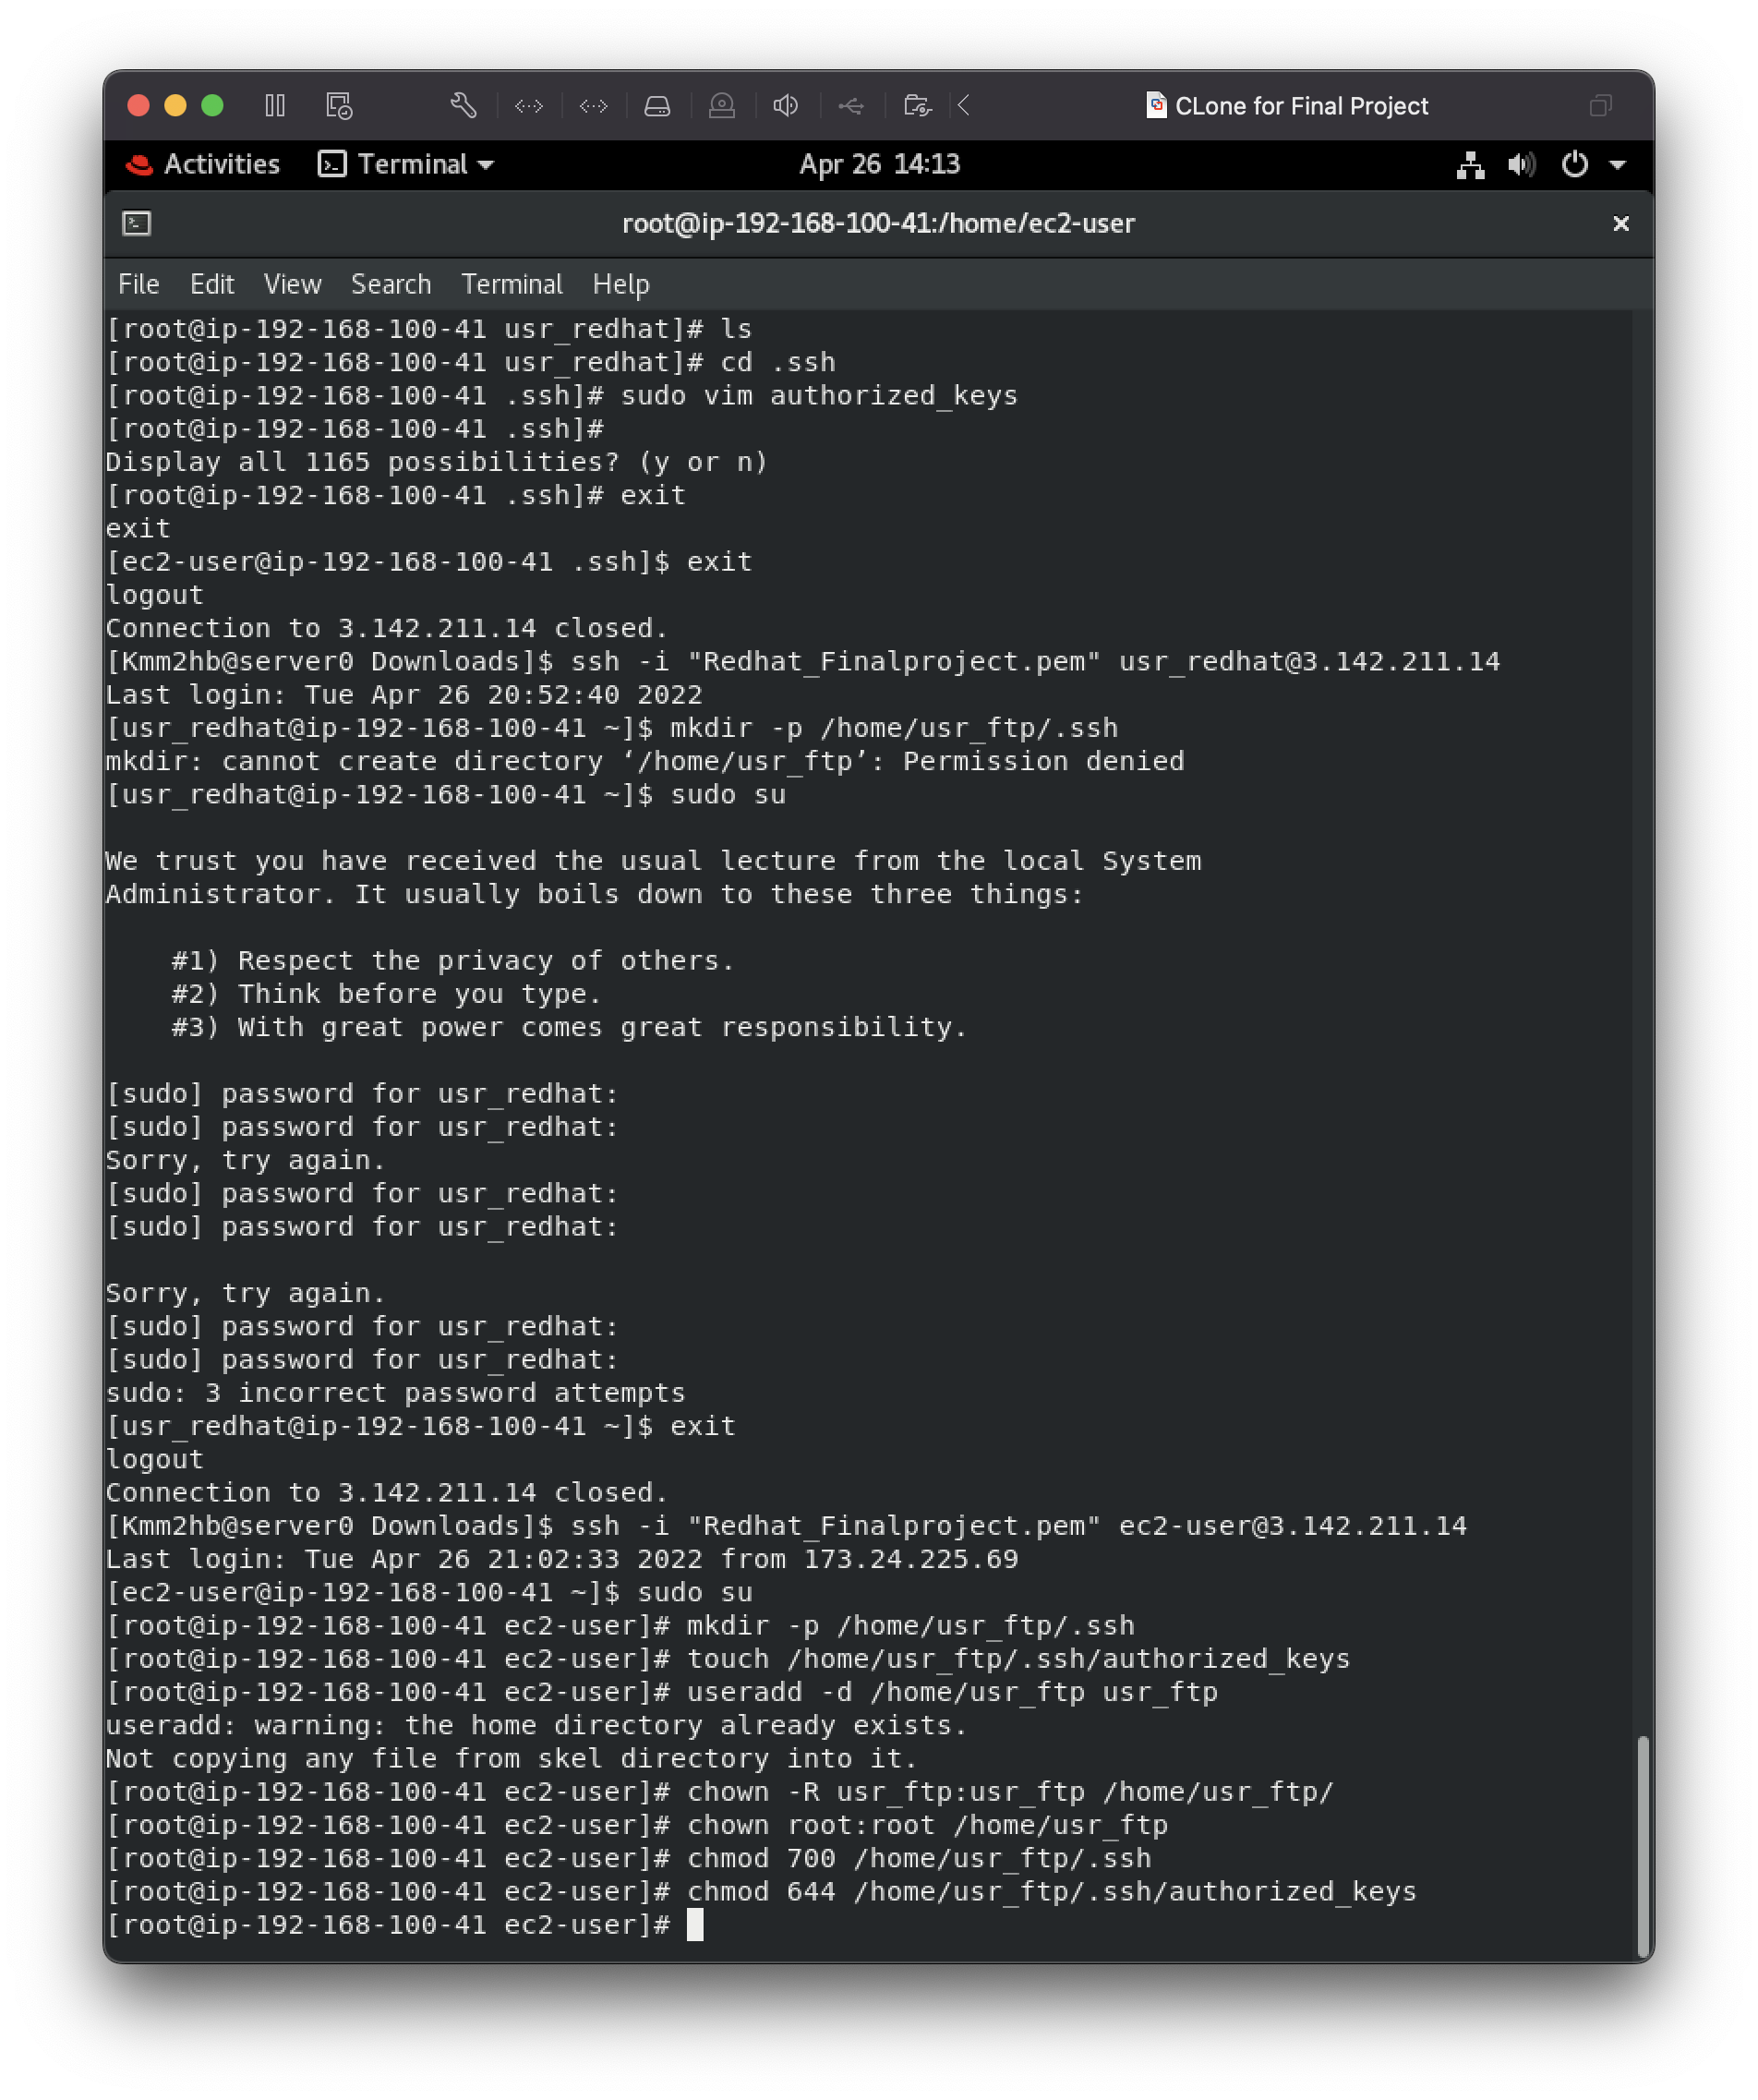 CLone for Final Project
Activities Terminal Apr 26 14:13
root@ip-192-168-100-41:/home/ec2-user
File Edit View Search Terminal Help
[root@ip-192-168-100-41 usr_redhat]# ls
[root@ip-192-168-100-41 usr_redhat]# cd .ssh
[root@ip-192-168-100-41 .ssh]# sudo vim authorized_keys
[root@ip-192-168-100-41 .ssh]#
Display all 1165 possibilities? (y or n)
[root@ip-192-168-100-41 .ssh]# exit
exit
[ec2-user@ip-192-168-100-41 .ssh]$ exit
logout
Connection to 3.142.211.14 closed.
[Kmm2hb@server0 Downloads]$ ssh -i "Redhat_Finalproject.pem" usr_redhat@3.142.211.14
Last login: Tue Apr 26 20:52:40 2022
[usr_redhat@ip-192-168-100-41 ~]$ mkdir -p /home/usr_ftp/.ssh
mkdir: cannot create directory ‘/home/usr_ftp’: Permission denied
[usr_redhat@ip-192-168-100-41 ~]$ sudo su
We trust you have received the usual lecture from the local System
Administrator. It usually boils down to these three things:
#1) Respect the privacy of others.
#2) Think before you type.
#3) With great power comes great responsibility.
[sudo] password for usr_redhat:
[sudo] password for usr_redhat:
Sorry, try again.
[sudo] password for usr_redhat:
[sudo] password for usr_redhat:
Sorry, try again.
[sudo] password for usr_redhat:
[sudo] password for usr_redhat:
sudo: 3 incorrect password attempts
[usr_redhat@ip-192-168-100-41 ~]$ exit
logout
Connection to 3.142.211.14 closed.
[Kmm2hb@server0 Downloads]$ ssh -i "Redhat_Finalproject.pem" ec2-user@3.142.211.14
Last login: Tue Apr 26 21:02:33 2022 from 173.24.225.69
[ec2-user@ip-192-168-100-41 ~]$ sudo su
[root@ip-192-168-100-41 ec2-user]# mkdir -p /home/usr_ftp/.ssh
[root@ip-192-168-100-41 ec2-user]# touch /home/usr_ftp/.ssh/authorized_keys
[root@ip-192-168-100-41 ec2-user]# useradd -d /home/usr_ftp usr_ftp
useradd: warning: the home directory already exists.
Not copying any file from skel directory into it.
[root@ip-192-168-100-41 ec2-user]# chown -R usr_ftp:usr_ftp /home/usr_ftp/
[root@ip-192-168-100-41 ec2-user]# chown root:root /home/usr_ftp
[root@ip-192-168-100-41 ec2-user]# chmod 700 /home/usr_ftp/.ssh
[root@ip-192-168-100-41 ec2-user]# chmod 644 /home/usr_ftp/.ssh/authorized_keys
[root@ip-192-168-100-41 ec2-user]#